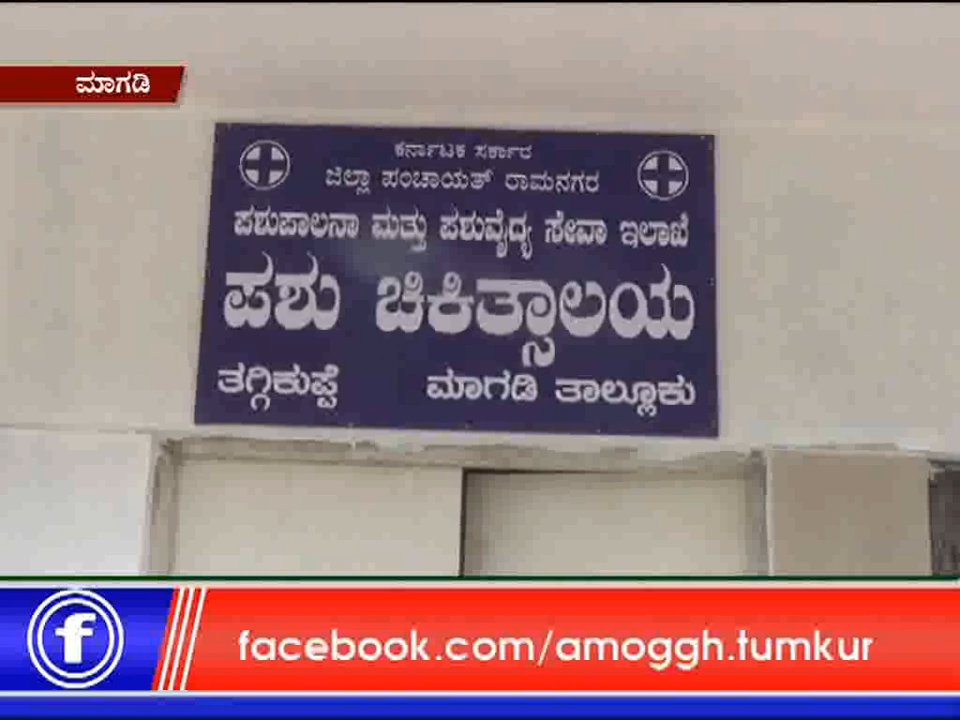 ಮಾಗಡಿ
ಕರ್ನಾಟಕ ಸರ್ಕಾರ
ಜಿಲ್ಲಾ ಪಂಚಾಯತ್ ರಾಮನಗರ
ಪಶುಪಾಲನಾ ಮತ್ತು ಪಶುವೈದ್ಯ ಸೇವಾ ಇಲಾಖೆ
ಪಶು ಚಿಕಿತ್ಸಾಲಯ
ತಗ್ಗಿಕುಪ್ಪೆ ಮಾಗಡಿ ತಾಲ್ಲೂಕು
facebook.com/amoggh.tumkur